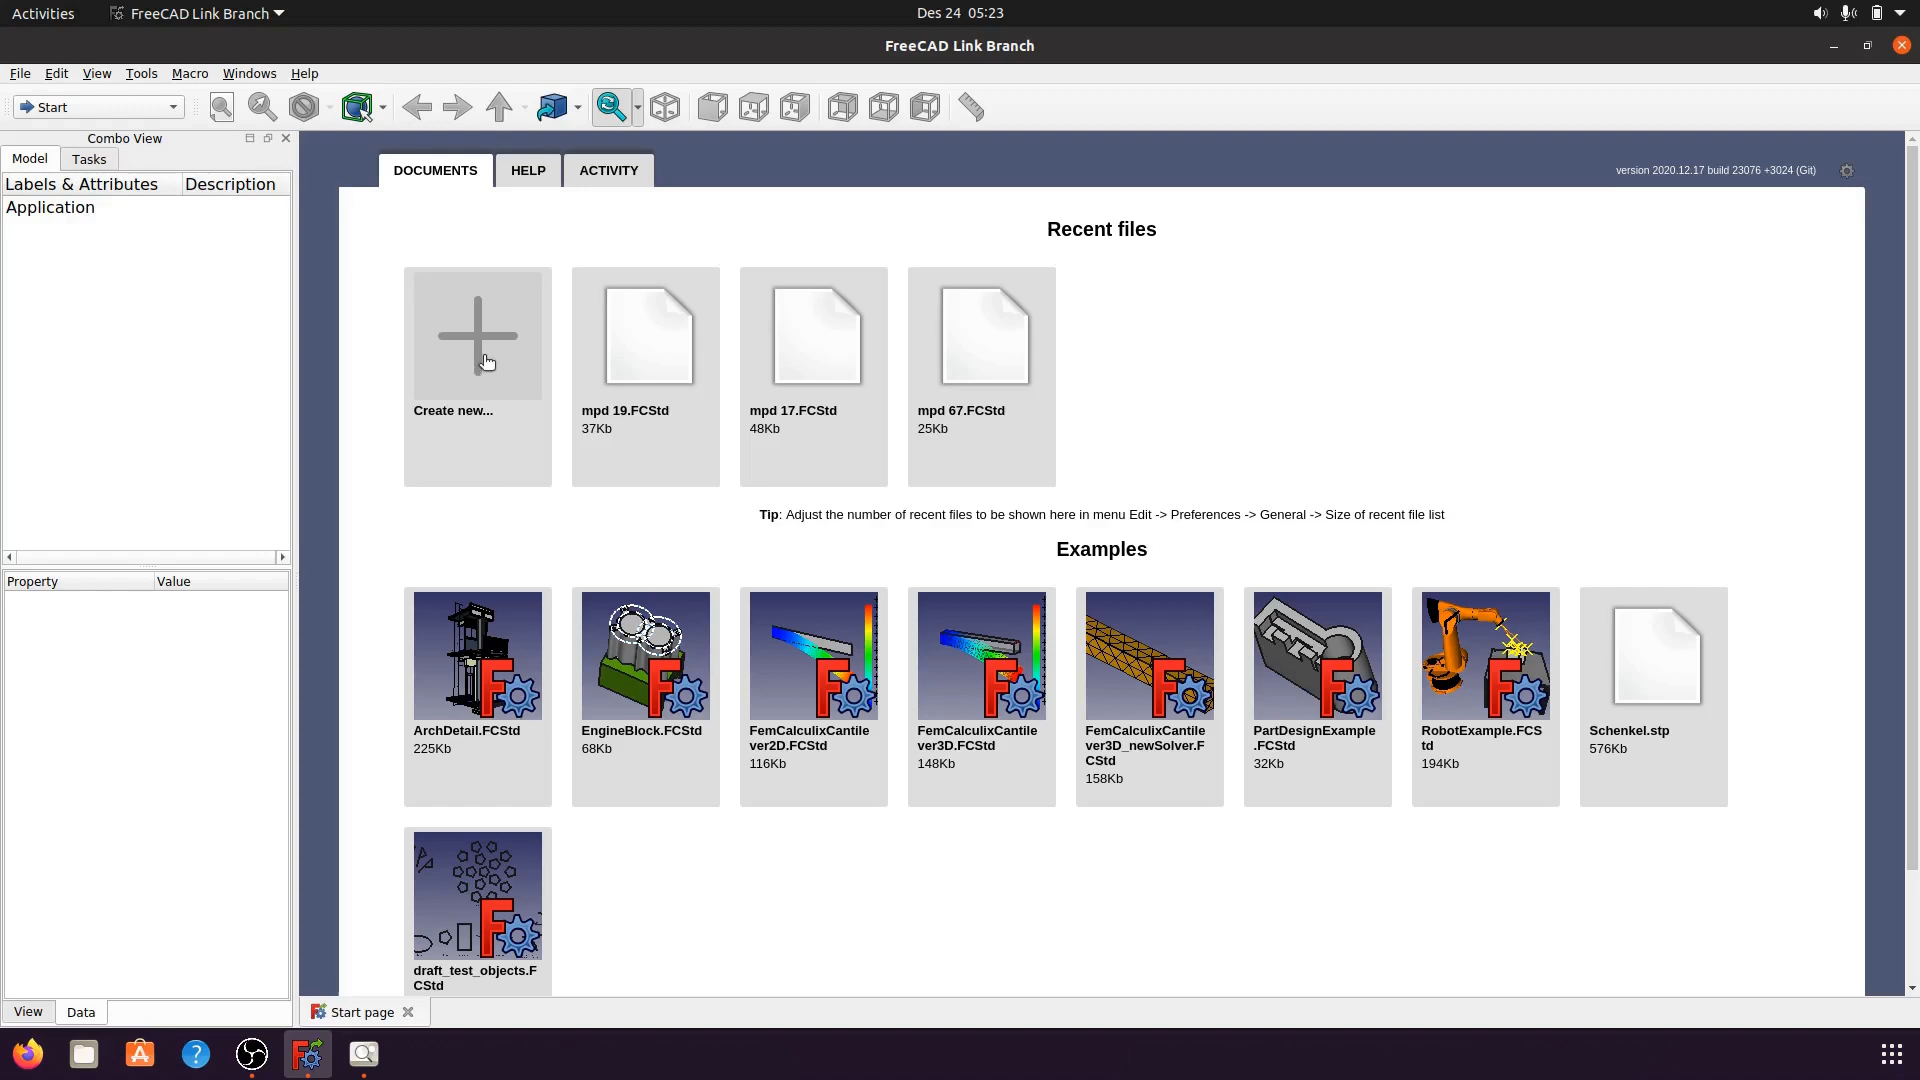 Activities FreeCAD Link Branch Des 24 05:23
FreeCAD Link Branch
File Edit View Tools Macro Windows Help
Start
Combo View
Model Tasks
Labels & Attributes Description
Application
Property Value
View Data
DOCUMENTS HELP ACTIVITY
version 2020.12.17 build 23076 +3024 (Git)
Recent files
Create new...
mpd 19.FCStd
37Kb
mpd 17.FCStd
48Kb
mpd 67.FCStd
25Kb
Tip: Adjust the number of recent files to be shown here in menu Edit -> Preferences -> General -> Size of recent file list
Examples
ArchDetail.FCStd
225Kb
EngineBlock.FCStd
68Kb
FemCalculixCantile
ver2D.FCStd
116Kb
FemCalculixCantile
ver3D.FCStd
148Kb
FemCalculixCantile
ver3D_newSolver.F
CStd
158Kb
PartDesignExample
.FCStd
32Kb
RobotExample.FCS
td
194Kb
Schenkel.stp
576Kb
draft_test_objects.F
CStd
Start page